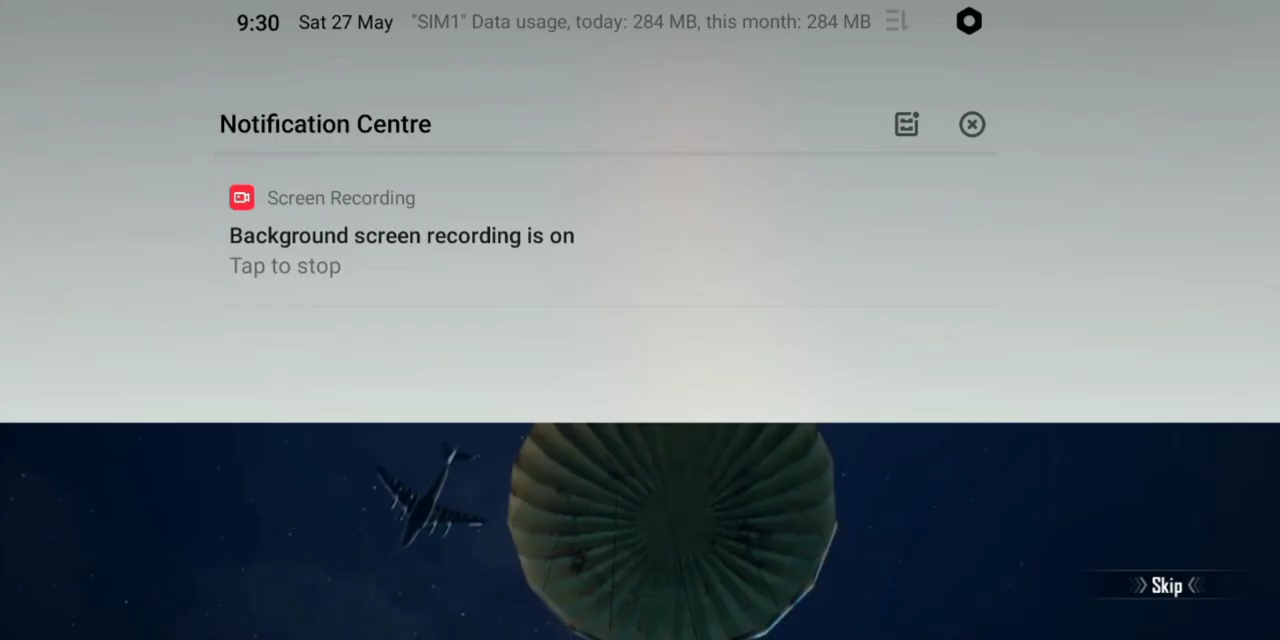 9:30 Sat 27 May "SIM1" Data usage, today: 284 MB, this month: 284 MB
Notification Centre
Screen Recording
Background screen recording is on
Tap to stop
Skip